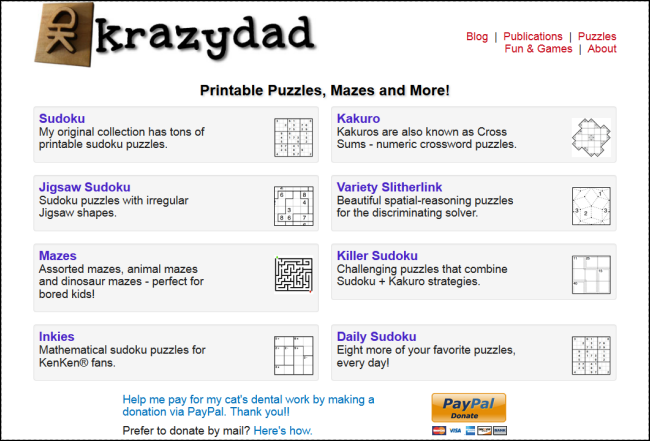 krazydad
Blog | Publications | Puzzles
Fun & Games | About
Printable Puzzles, Mazes and More!
Sudoku
My original collection has tons of
printable sudoku puzzles.
Kakuro
Kakuros are also known as Cross
Sums - numeric crossword puzzles.
Jigsaw Sudoku
Sudoku puzzles with irregular
Jigsaw shapes.
Variety Slitherlink
Beautiful spatial-reasoning puzzles
for the discriminating solver.
Mazes
Assorted mazes, animal mazes
and dinosaur mazes - perfect for
bored kids!
Killer Sudoku
Challenging puzzles that combine
Sudoku + Kakuro strategies.
Inkies
Mathematical sudoku puzzles for
KenKen® fans.
Daily Sudoku
Eight more of your favorite puzzles,
every day!
Help me pay for my cat's dental work by making a
donation via PayPal. Thank you!!
Prefer to donate by mail? Here's how.
PayPal
Donate
VISA